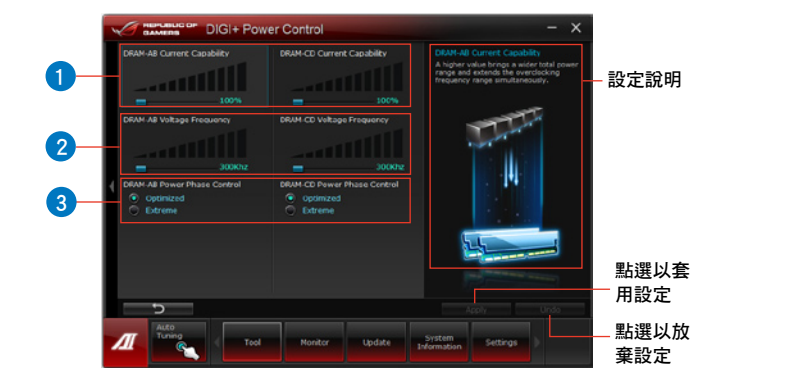 REPUBLIC OF
GAMERS
DIGI+ Power Control
DRAM-AB Current Capability
100%
DRAM-CD Current Capability
100%
DRAM-AB Voltage Frequency
300Khz
DRAM-CD Voltage Frequency
300Khz
DRAM-AB Power Phase Control
Optimized
Extreme
DRAM-CD Power Phase Control
Optimized
Extreme
DRAM-AB Current Capability
A higher value brings a wider total power
range and extends the overclocking
frequency range simultaneously.
Apply
Undo
Auto
Tuning
Tool
Monitor
Update
System
Information
Settings
1
2
3
設定說明
點選以套
用設定
點選以放
棄設定